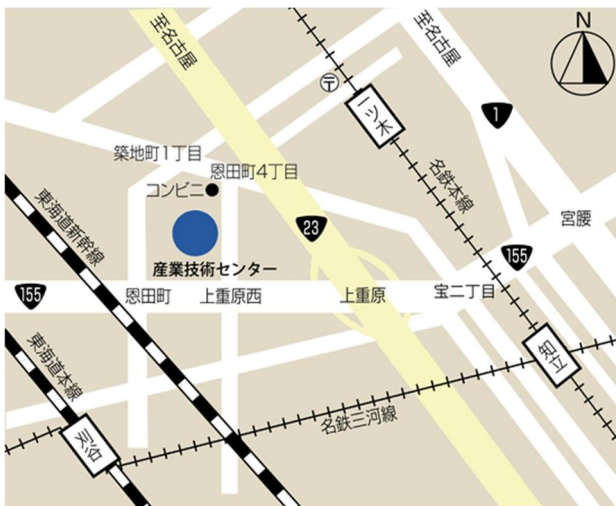 N
至名古屋
至名古屋
〒
一ツ木
1
築地町1丁目
恩田町4丁目
コンビニ
名鉄本線
東海道新幹線
23
宮腰
産業技術センター
155
155
恩田町
上重原西
上重原
宝二丁目
東海道本線
知立
名鉄三河線
刈谷